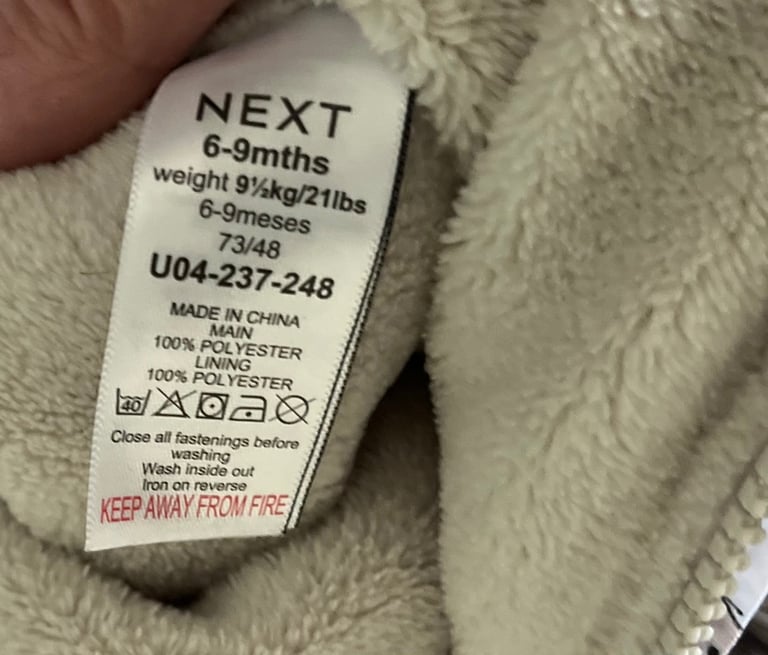 NEXT
6-9mths
weight 9½kg/21lbs
6-9meses
73/48
U04-237-248
MADE IN CHINA
MAIN
100% POLYESTER
LINING
100% POLYESTER
40
Close all fastenings before
washing
Wash inside out
Iron on reverse
KEEP AWAY FROM FIRE